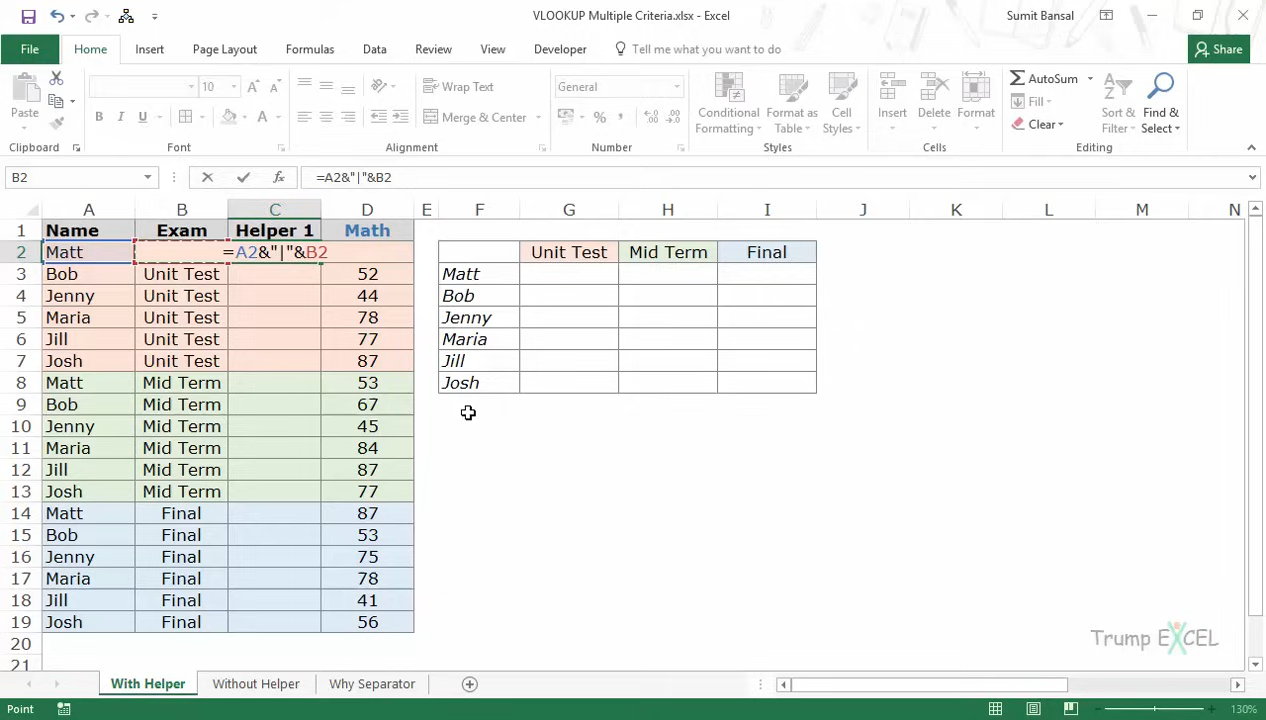 VLOOKUP Multiple Criteria.xlsx - Excel
Sumit Bansal
File Home Insert Page Layout Formulas Data Review View Developer Tell me what you want to do Share
Paste
10 A A
B I U A
Wrap Text
Merge & Center
General
% ,
Conditional Formatting
Format as Table
Cell Styles
Insert Delete Format
AutoSum
Fill
Clear
Sort & Filter
Find & Select
Clipboard Font Alignment Number Styles Cells Editing
B2 fx =A2&"|"&B2
A B C D E F G H I J K L M N
1 Name Exam Helper 1 Math
2 Matt =A2&"|"&B2 Unit Test Mid Term Final
3 Bob Unit Test 52 Matt
4 Jenny Unit Test 44 Bob
5 Maria Unit Test 78 Jenny
6 Jill Unit Test 77 Maria
7 Josh Unit Test 87 Jill
8 Matt Mid Term 53 Josh
9 Bob Mid Term 67
10 Jenny Mid Term 45
11 Maria Mid Term 84
12 Jill Mid Term 87
13 Josh Mid Term 77
14 Matt Final 87
15 Bob Final 53
16 Jenny Final 75
17 Maria Final 78
18 Jill Final 41
19 Josh Final 56
20
21
Trump EXCEL
With Helper Without Helper Why Separator
Point 130%